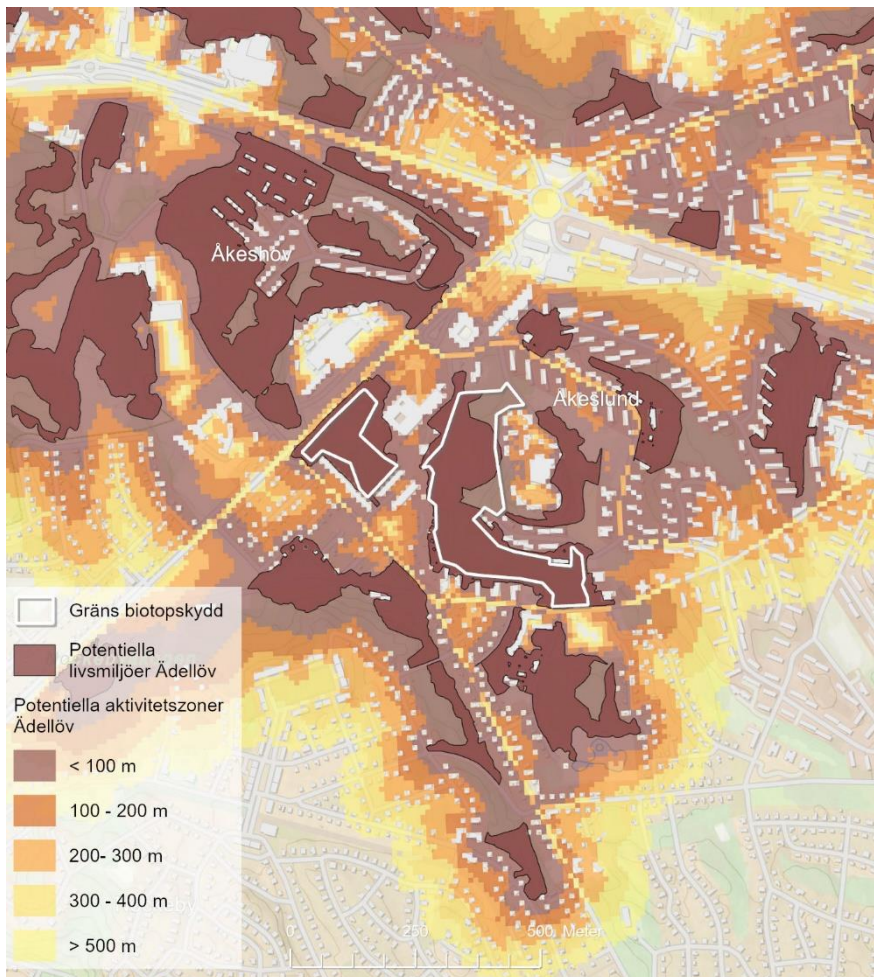 Åkeshov
Åkeslund
Gräns biotopskydd
Potentiella
livsmiljöer Ädellöv
Potentiella aktivitetszoner
Ädellöv
< 100 m
100 - 200 m
200- 300 m
300 - 400 m
> 500 m
0 250 500 Meter